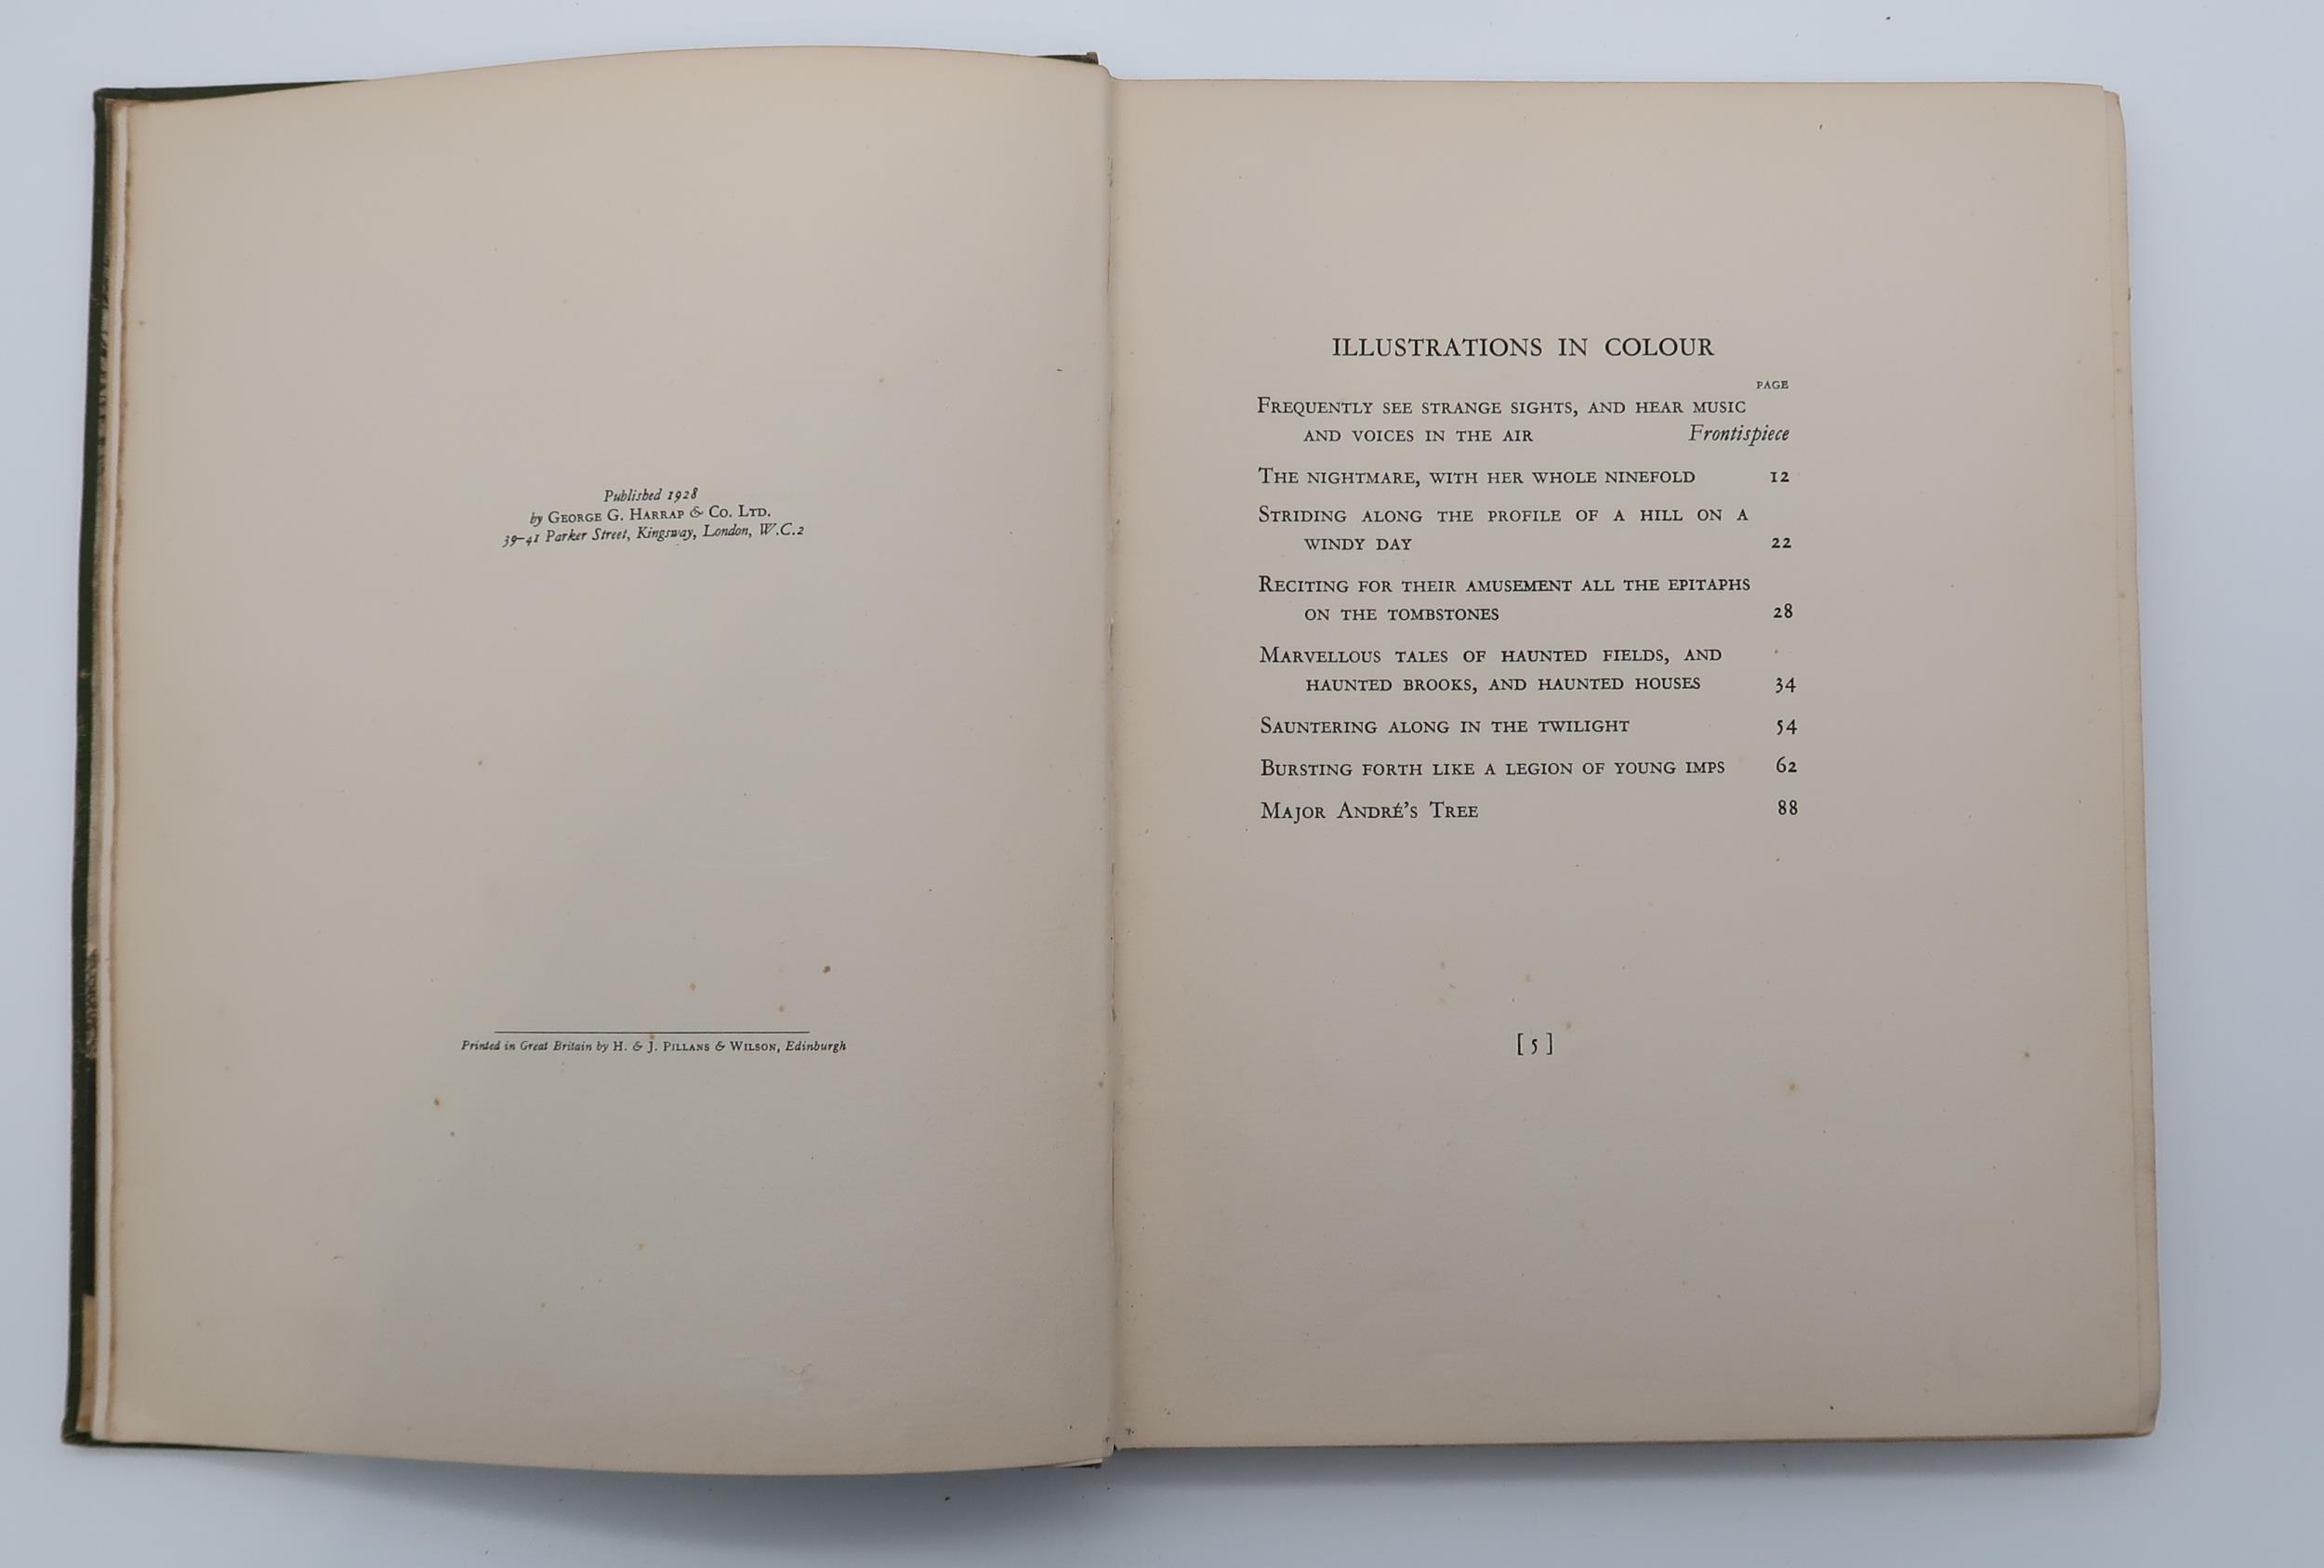 Published 1928
by GEORGE G. HARRAP & CO. LTD.
39-41 Parker Street, Kingsway, London, W.C.2
Printed in Great Britain by H. & J. PILLANS & WILSON, Edinburgh
ILLUSTRATIONS IN COLOUR
PAGE
FREQUENTLY SEE STRANGE SIGHTS, AND HEAR MUSIC
AND VOICES IN THE AIR Frontispiece
THE NIGHTMARE, WITH HER WHOLE NINEFOLD 12
STRIDING ALONG THE PROFILE OF A HILL ON A
WINDY DAY 22
RECITING FOR THEIR AMUSEMENT ALL THE EPITAPHS
ON THE TOMBSTONES 28
MARVELLOUS TALES OF HAUNTED FIELDS, AND
HAUNTED BROOKS, AND HAUNTED HOUSES 34
SAUNTERING ALONG IN THE TWILIGHT 54
BURSTING FORTH LIKE A LEGION OF YOUNG IMPS 62
MAJOR ANDRÉ'S TREE 88
[ 5 ]